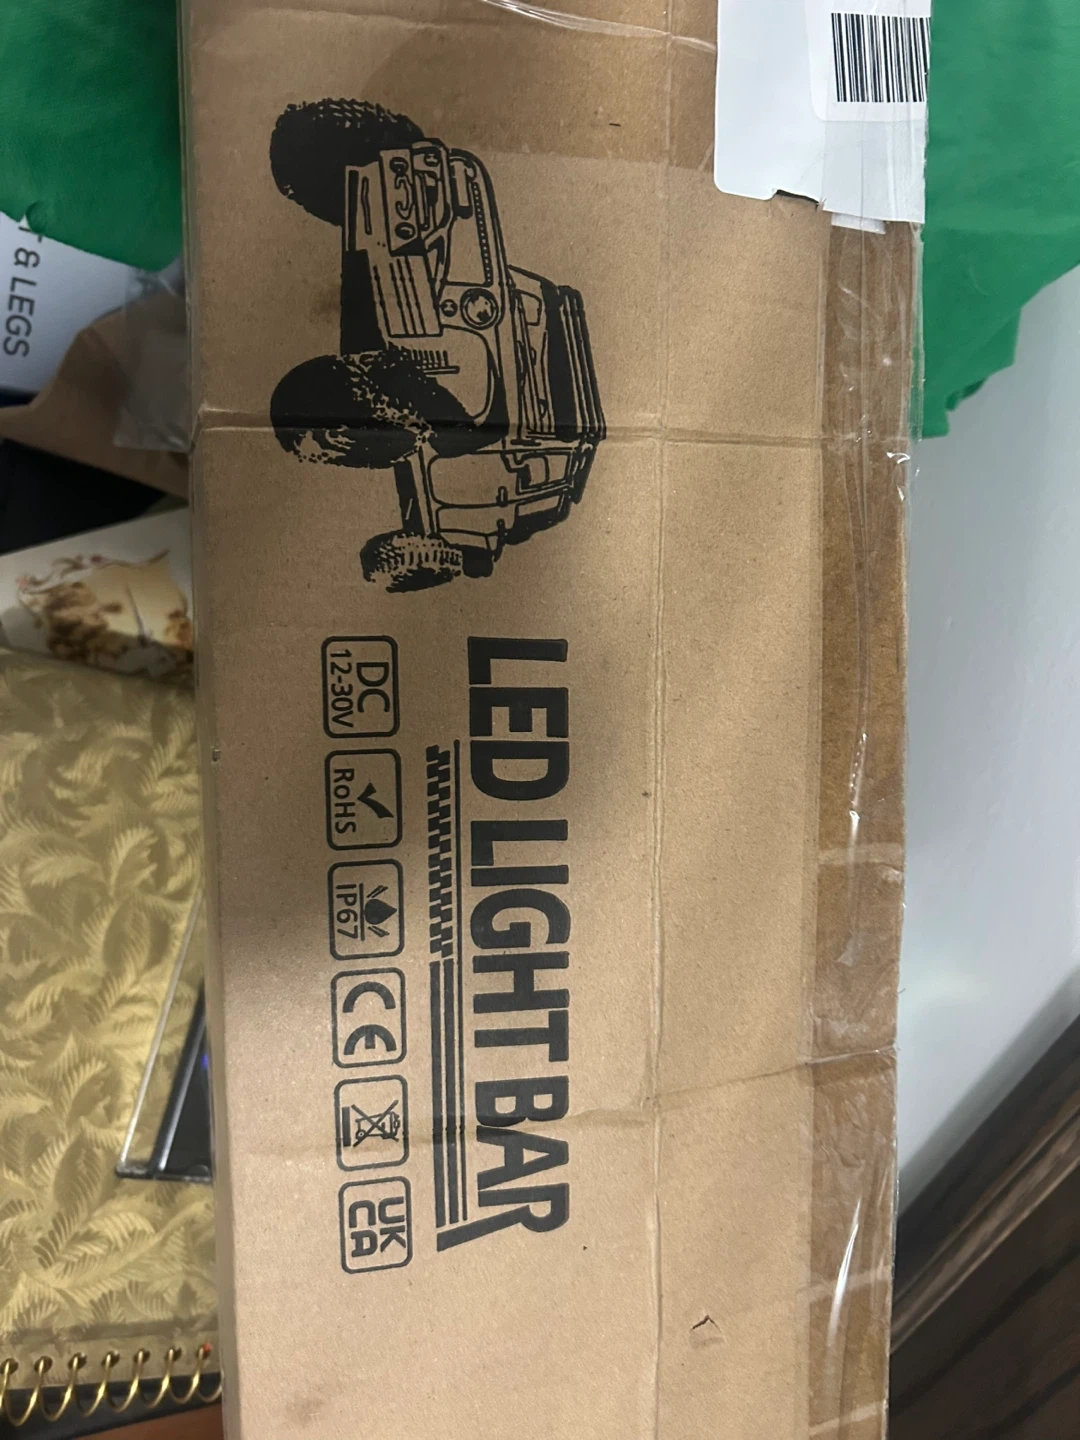 LED LIGHT BAR
DC
12-30V
RoHS
IP67
CE
UK
CA
& LEGS